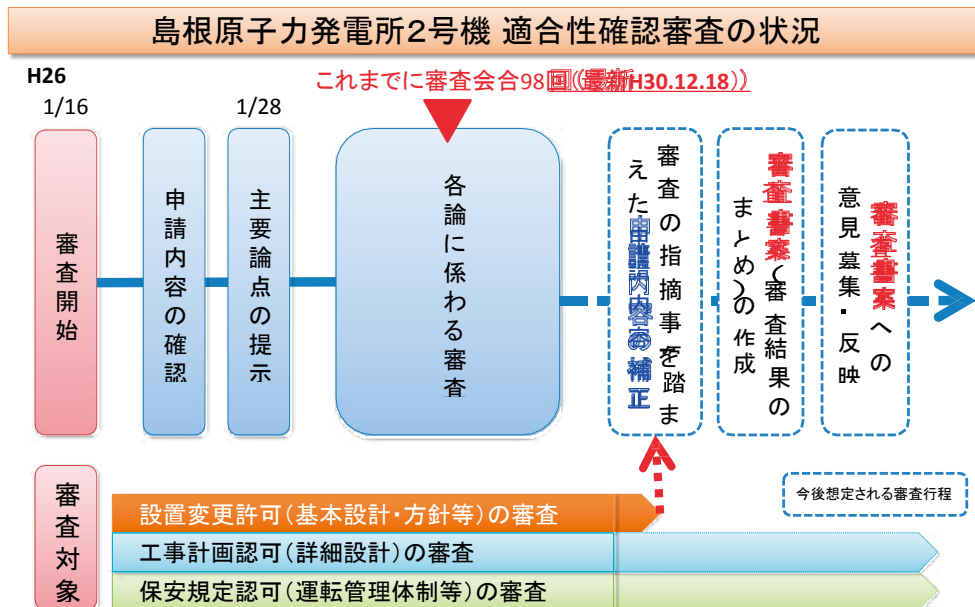 島根原子力発電所2号機 適合性確認審査の状況
H26
1/16
1/28
これまでに審査会合98回(最新H30.12.18))
審査開始
申請内容の確認
主要論点の提示
各論に係わる審査
審査の指摘事を踏ま
えた申請内容の補正
審査書案(審査結果の
まとめ)の作成
審査書案への
意見募集・反映
今後想定される審査行程
審査対象
設置変更許可(基本設計・方針等)の審査
工事計画認可(詳細設計)の審査
保安規定認可(運転管理体制等)の審査